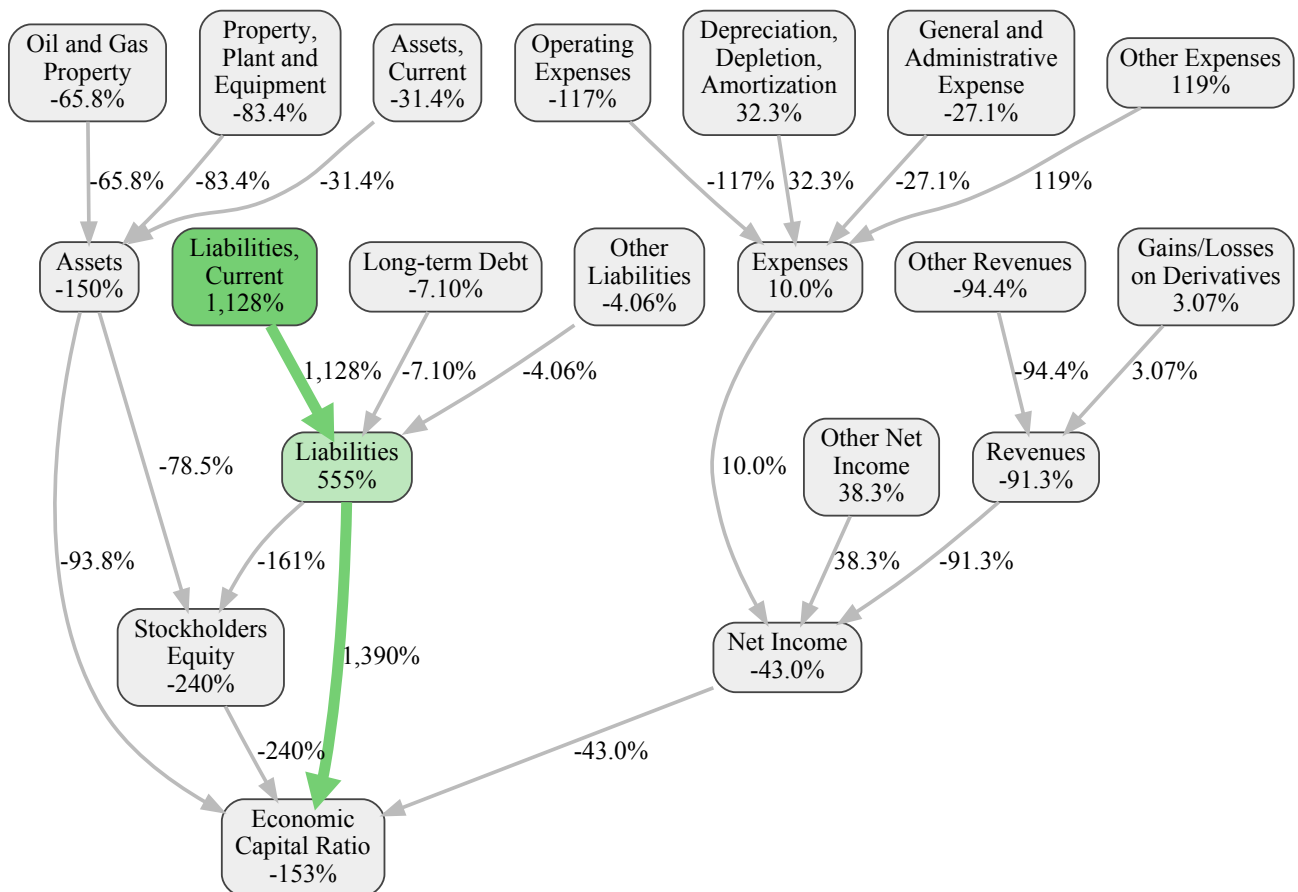 Oil and Gas
Property
-65.8%
Property,
Plant and
Equipment
-83.4%
Assets,
Current
-31.4%
Operating
Expenses
-117%
Depreciation,
Depletion,
Amortization
32.3%
General and
Administrative
Expense
-27.1%
Other Expenses
119%
-65.8%
-83.4%
-31.4%
-117%
32.3%
-27.1%
119%
Assets
-150%
Liabilities,
Current
1,128%
Long-term Debt
-7.10%
Other
Liabilities
-4.06%
Expenses
10.0%
Other Revenues
-94.4%
Gains/Losses
on Derivatives
3.07%
1,128%
-7.10%
-4.06%
-94.4%
3.07%
-78.5%
Liabilities
555%
10.0%
Other Net
Income
38.3%
Revenues
-91.3%
-93.8%
-161%
38.3%
-91.3%
Stockholders
Equity
-240%
1,390%
Net Income
-43.0%
-240%
-43.0%
Economic
Capital Ratio
-153%